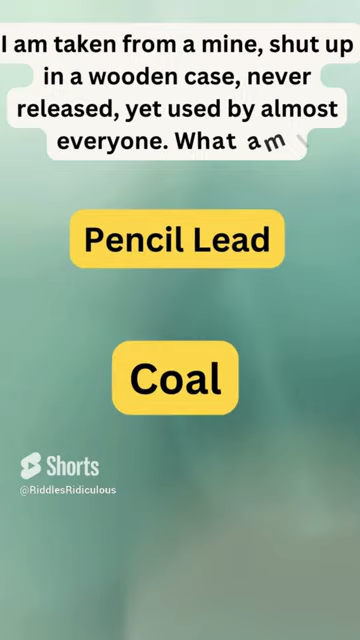 I am taken from a mine, shut up
in a wooden case, never
released, yet used by almost
everyone. What am
Pencil Lead
Coal
Shorts
@RiddlesRidiculous